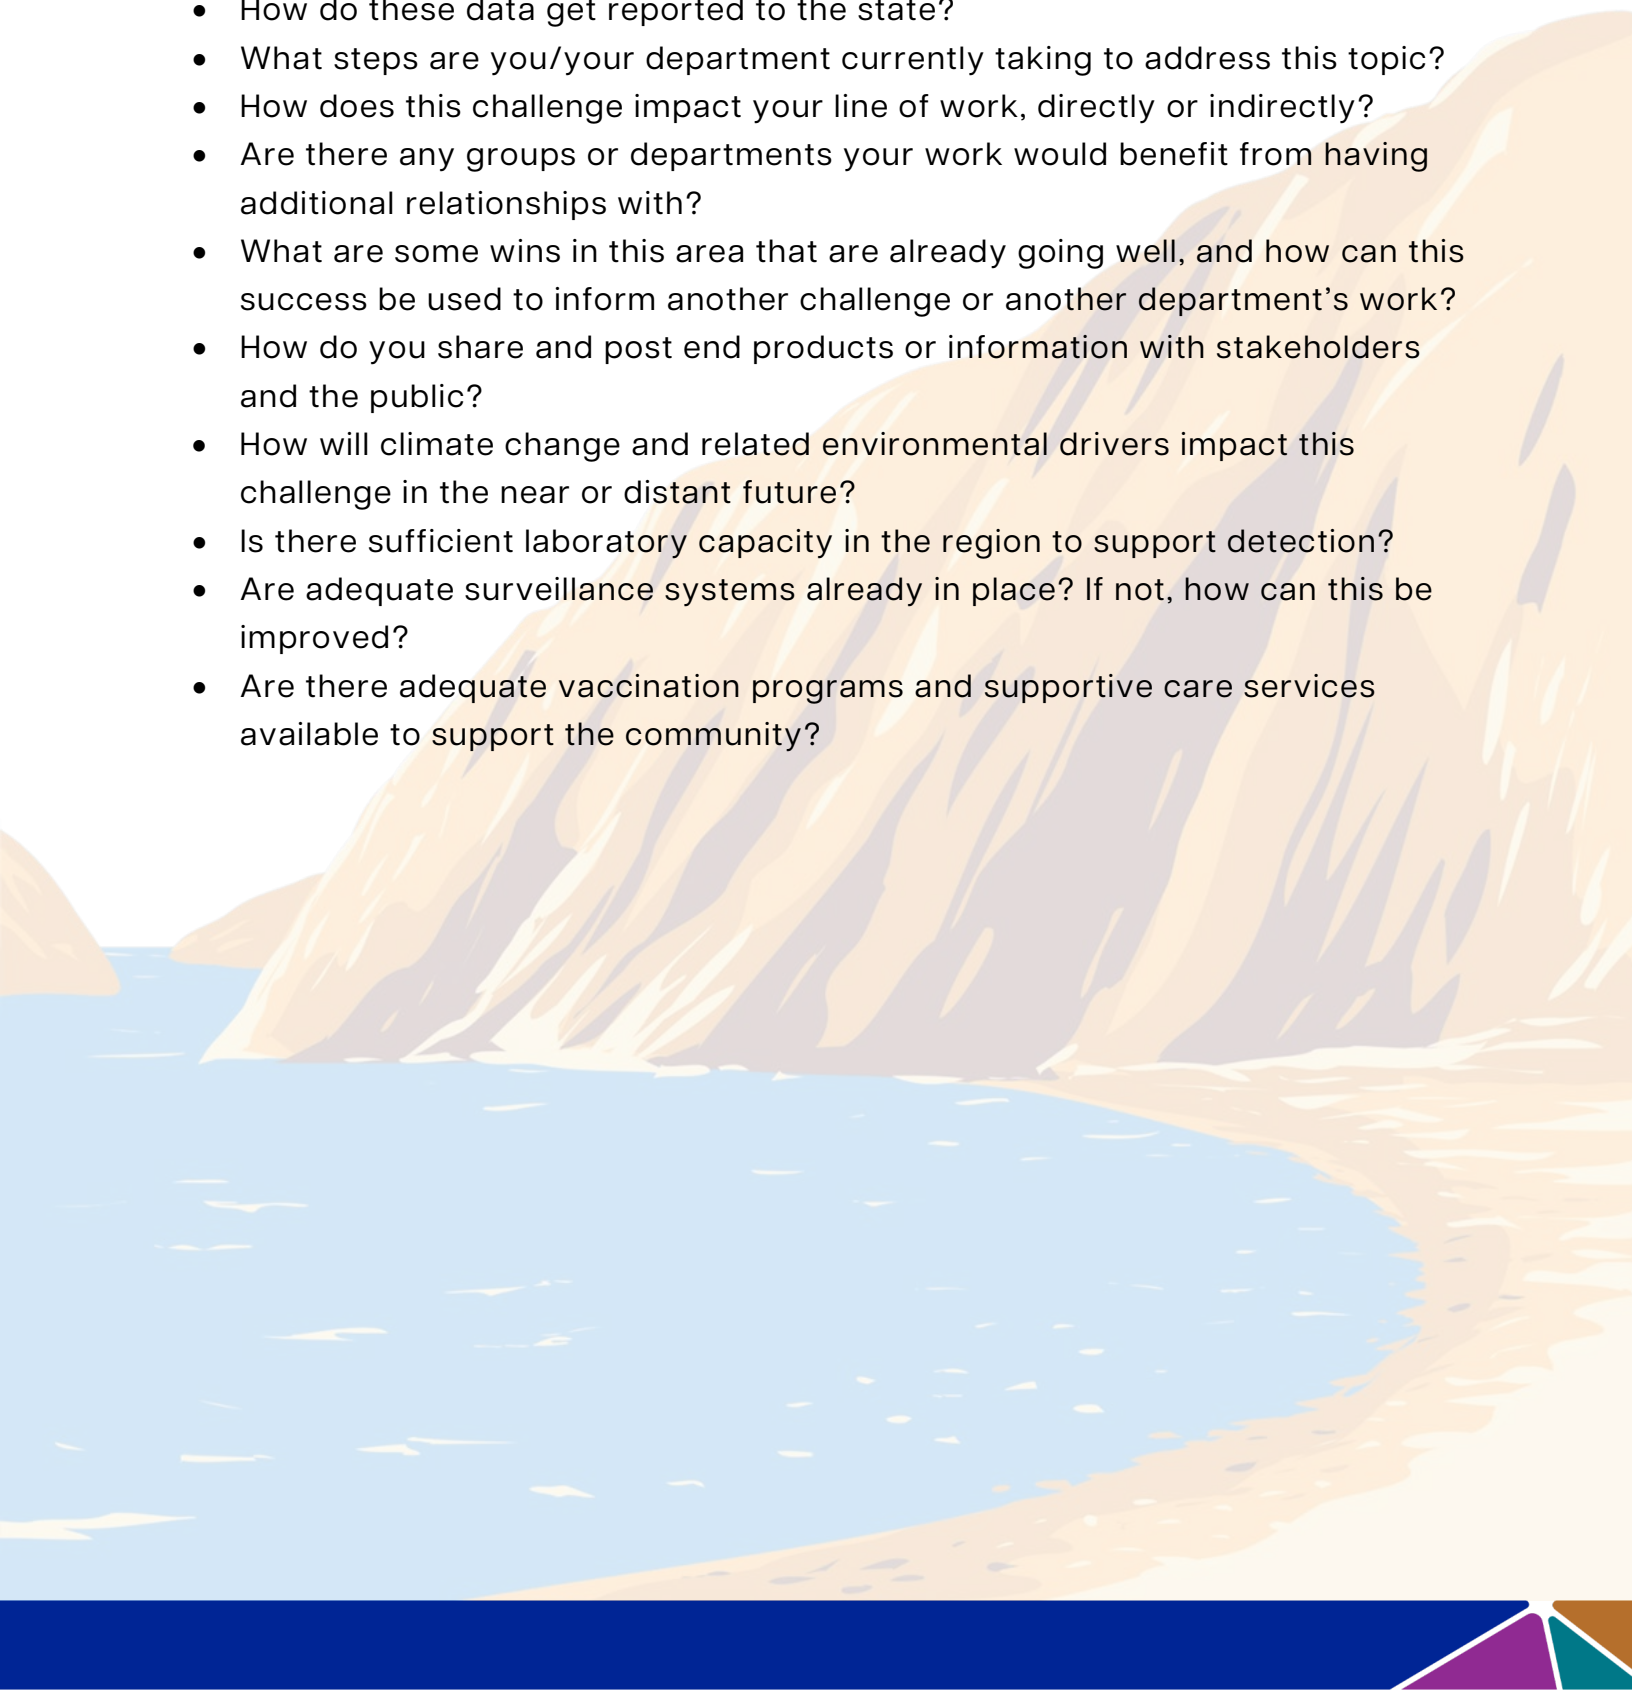 • How do these data get reported to the state?
• What steps are you/your department currently taking to address this topic?
• How does this challenge impact your line of work, directly or indirectly?
• Are there any groups or departments your work would benefit from having
additional relationships with?
• What are some wins in this area that are already going well, and how can this
success be used to inform another challenge or another department’s work?
• How do you share and post end products or information with stakeholders
and the public?
• How will climate change and related environmental drivers impact this
challenge in the near or distant future?
• Is there sufficient laboratory capacity in the region to support detection?
• Are adequate surveillance systems already in place? If not, how can this be
improved?
• Are there adequate vaccination programs and supportive care services
available to support the community?